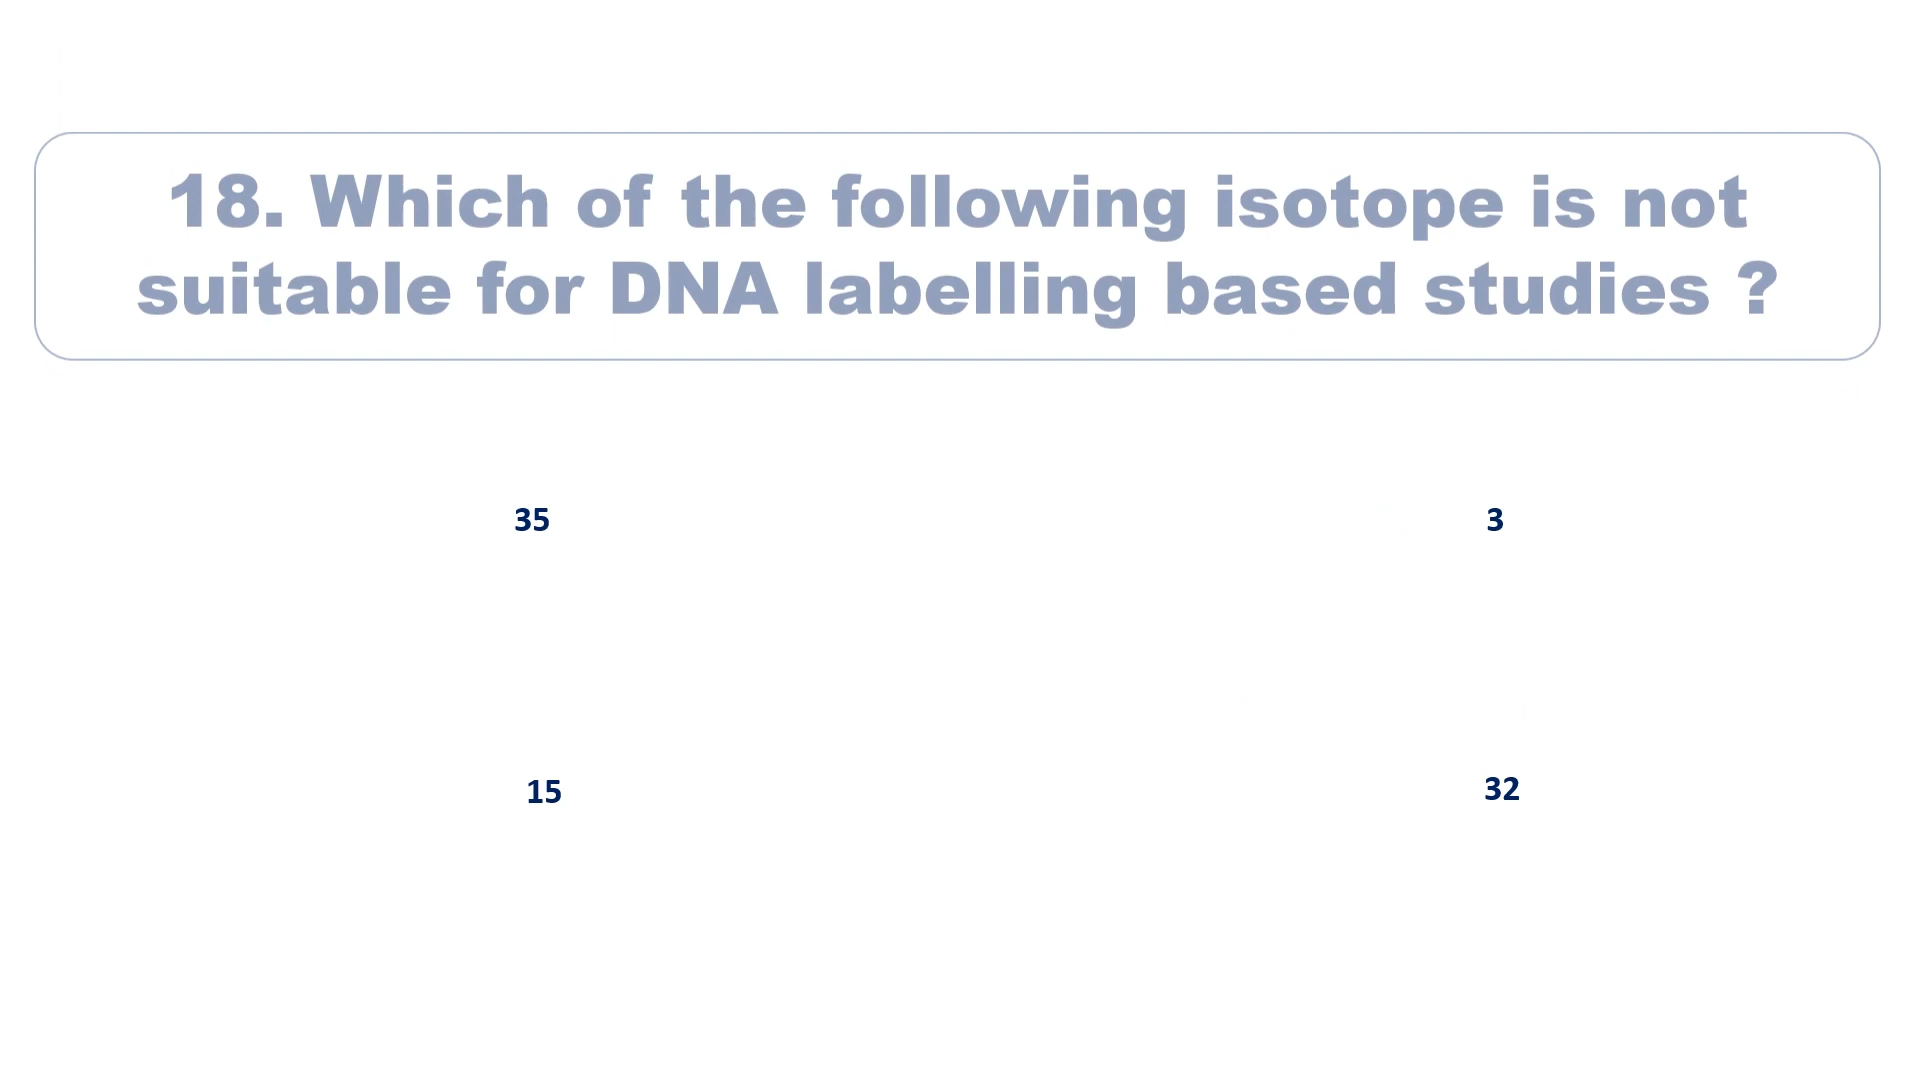 18. Which of the following isotope is not
suitable for DNA labelling based studies ?
35
3
15
32